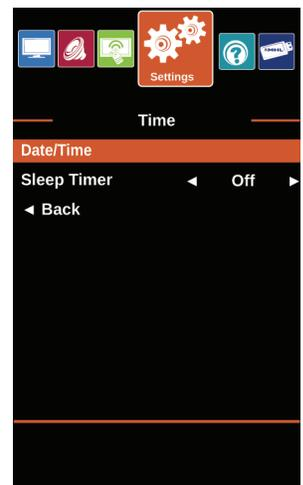 Settings
Time
Date/Time
Sleep Timer ◄ Off ►
◄ Back